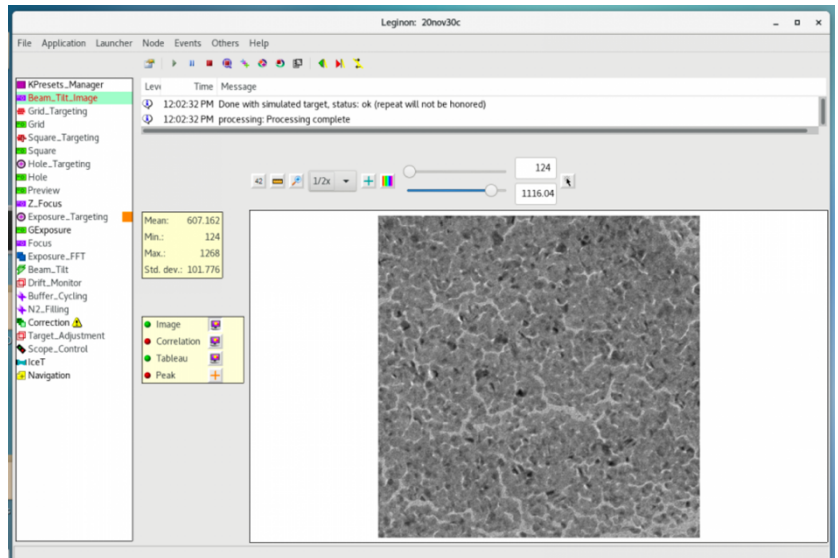 Leginon: 20nov30c
File Application Launcher Node Events Others Help
KPresets_Manager
Beam_Tilt_Image
Grid_Targeting
Grid
Square_Targeting
Square
Hole_Targeting
Hole
Preview
Z_Focus
Exposure_Targeting
GExposure
Focus
Exposure_FFT
Beam_Tilt
Drift_Monitor
Buffer_Cycling
N2_Filling
Correction
Target_Adjustment
Scope_Control
IceT
Navigation
Leve Time Message
12:02:32 PM Done with simulated target, status: ok (repeat will not be honored)
12:02:32 PM processing: Processing complete
42 1/2x 124
1116.04
Mean: 607.162
Min.: 124
Max.: 1268
Std. dev.: 101.776
Image
Correlation
Tableau
Peak